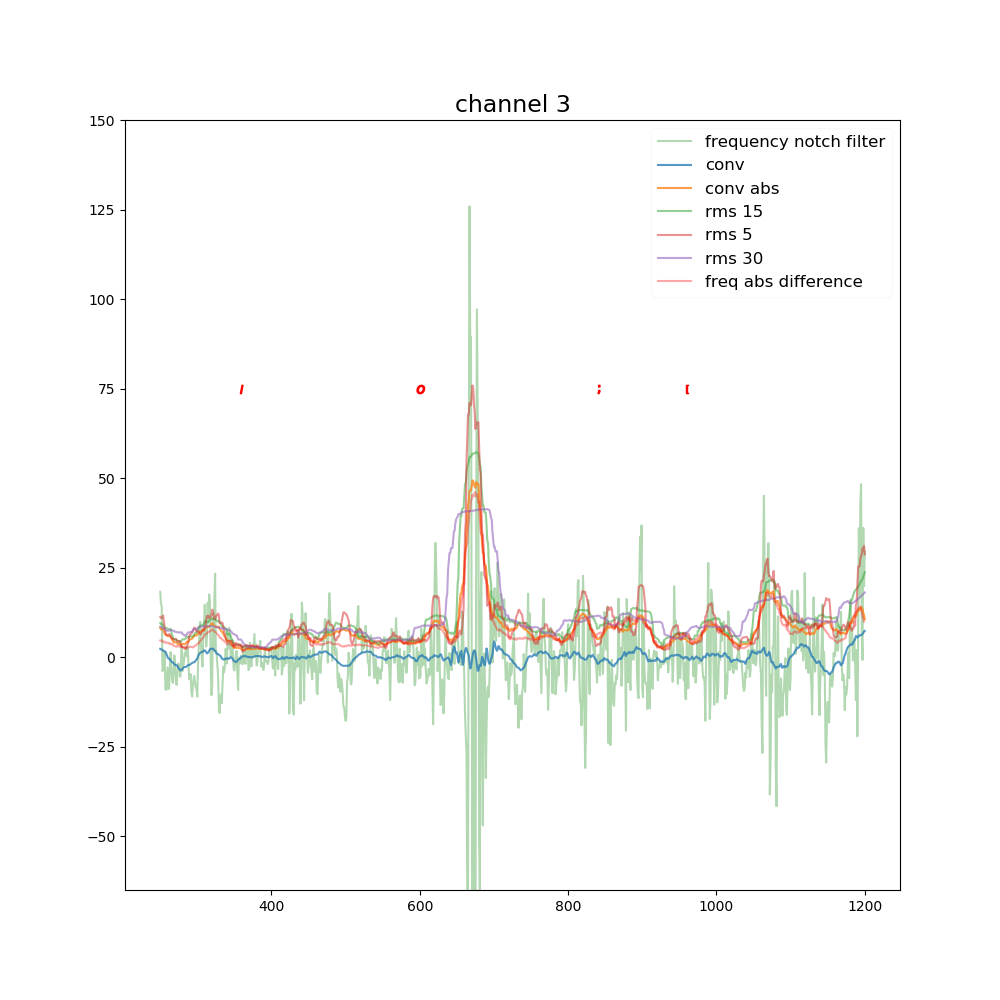 channel 3
150
125
100
75
50
25
0
−25
−50
frequency notch filter
conv
conv abs
rms 15
rms 5
rms 30
freq abs difference
o
;
400 600 800 1000 1200